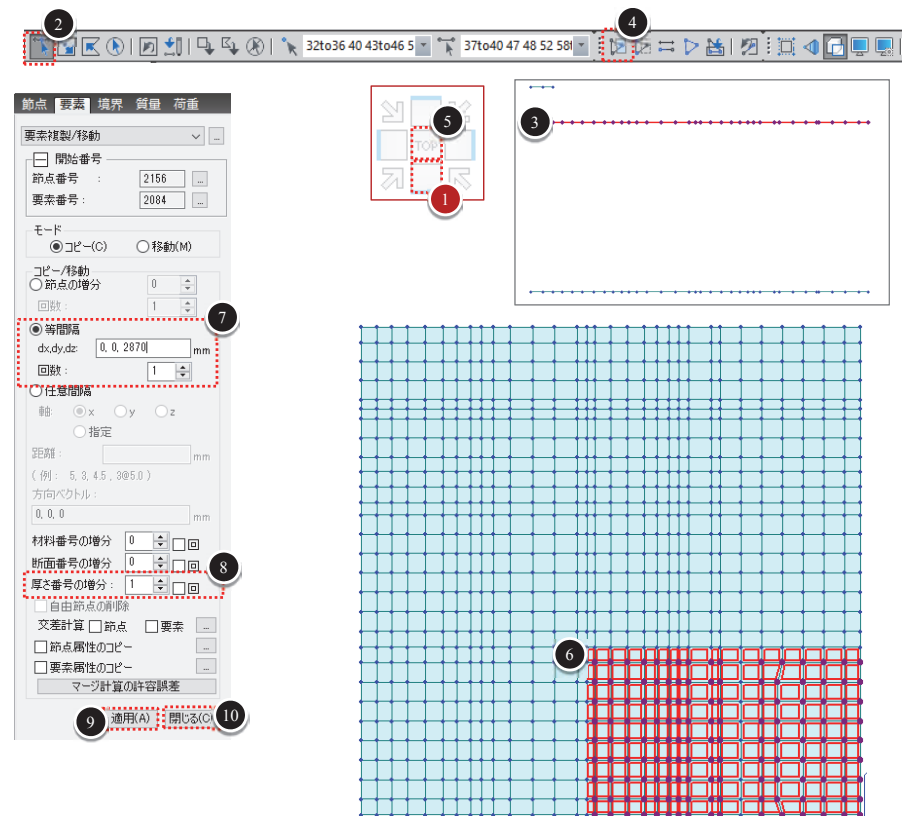 2
4
32to36 40 43to46 5
37to40 47 48 52 58t
節点 要素 境界 質量 荷重
要素複製/移動
...
開始番号
節点番号 : 2156 ...
要素番号 : 2084 ...
モード
コピー(C) 移動(M)
コピー/移動
節点の増分 0
回数: 1
7
等間隔
dx,dy,dz: 0, 0, 2870 mm
回数: 1
任意間隔
軸: x y z
指定
距離: mm
( 例: 5, 3, 4.5 , 3@5.0 )
方向ベクトル :
0, 0, 0 mm
材料番号の増分 0 回
断面番号の増分 0 回
8
厚さ番号の増分 : 1 回
自由節点の削除
交差計算 節点 要素 ...
節点属性のコピー ...
要素属性のコピー ...
マージ計算の許容誤差
9 適用(A) 閉じる(C) 10
5
TOP
1
3
6